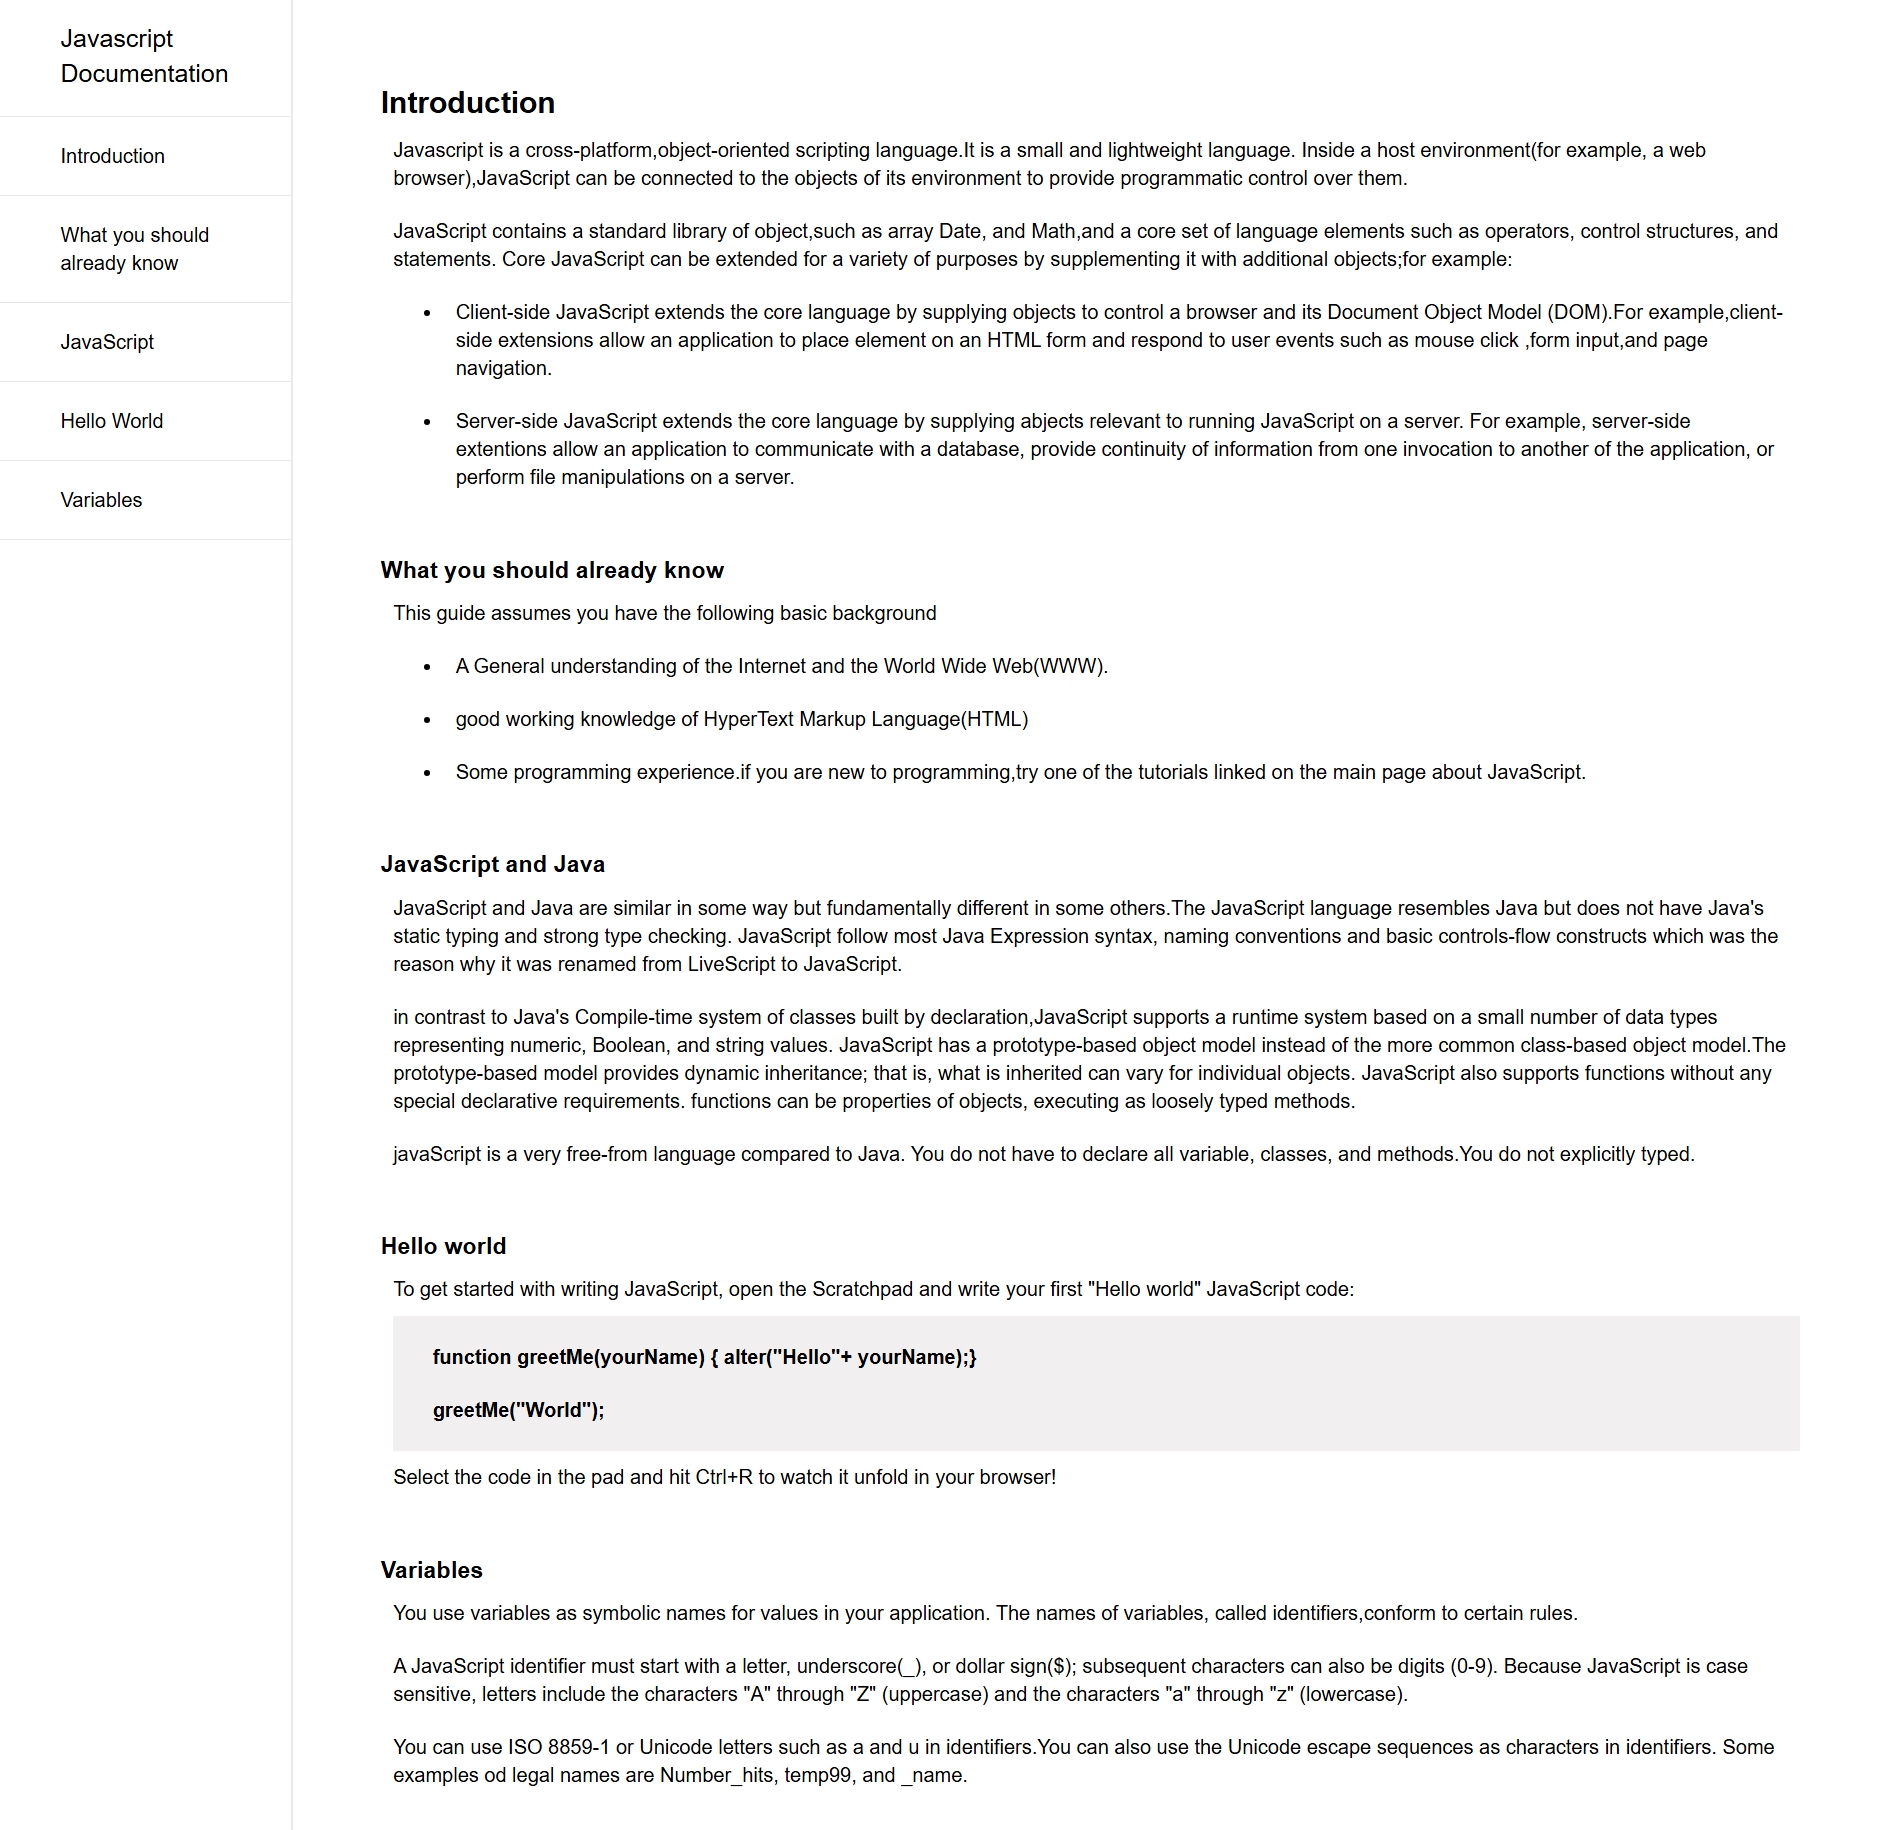 Javascript
Documentation
Introduction
What you should
already know
JavaScript
Hello World
Variables
Introduction
Javascript is a cross-platform,object-oriented scripting language.It is a small and lightweight language. Inside a host environment(for example, a web
browser),JavaScript can be connected to the objects of its environment to provide programmatic control over them.
JavaScript contains a standard library of object,such as array Date, and Math,and a core set of language elements such as operators, control structures, and
statements. Core JavaScript can be extended for a variety of purposes by supplementing it with additional objects;for example:
• Client-side JavaScript extends the core language by supplying objects to control a browser and its Document Object Model (DOM).For example,client-
side extensions allow an application to place element on an HTML form and respond to user events such as mouse click ,form input,and page
navigation.
• Server-side JavaScript extends the core language by supplying abjects relevant to running JavaScript on a server. For example, server-side
extentions allow an application to communicate with a database, provide continuity of information from one invocation to another of the application, or
perform file manipulations on a server.
What you should already know
This guide assumes you have the following basic background
• A General understanding of the Internet and the World Wide Web(WWW).
• good working knowledge of HyperText Markup Language(HTML)
• Some programming experience.if you are new to programming,try one of the tutorials linked on the main page about JavaScript.
JavaScript and Java
JavaScript and Java are similar in some way but fundamentally different in some others.The JavaScript language resembles Java but does not have Java's
static typing and strong type checking. JavaScript follow most Java Expression syntax, naming conventions and basic controls-flow constructs which was the
reason why it was renamed from LiveScript to JavaScript.
in contrast to Java's Compile-time system of classes built by declaration,JavaScript supports a runtime system based on a small number of data types
representing numeric, Boolean, and string values. JavaScript has a prototype-based object model instead of the more common class-based object model.The
prototype-based model provides dynamic inheritance; that is, what is inherited can vary for individual objects. JavaScript also supports functions without any
special declarative requirements. functions can be properties of objects, executing as loosely typed methods.
javaScript is a very free-from language compared to Java. You do not have to declare all variable, classes, and methods.You do not explicitly typed.
Hello world
To get started with writing JavaScript, open the Scratchpad and write your first "Hello world" JavaScript code:
function greetMe(yourName) { alter("Hello"+ yourName);}
greetMe("World");
Select the code in the pad and hit Ctrl+R to watch it unfold in your browser!
Variables
You use variables as symbolic names for values in your application. The names of variables, called identifiers,conform to certain rules.
A JavaScript identifier must start with a letter, underscore(_), or dollar sign($); subsequent characters can also be digits (0-9). Because JavaScript is case
sensitive, letters include the characters "A" through "Z" (uppercase) and the characters "a" through "z" (lowercase).
You can use ISO 8859-1 or Unicode letters such as a and u in identifiers.You can also use the Unicode escape sequences as characters in identifiers. Some
examples od legal names are Number_hits, temp99, and _name.